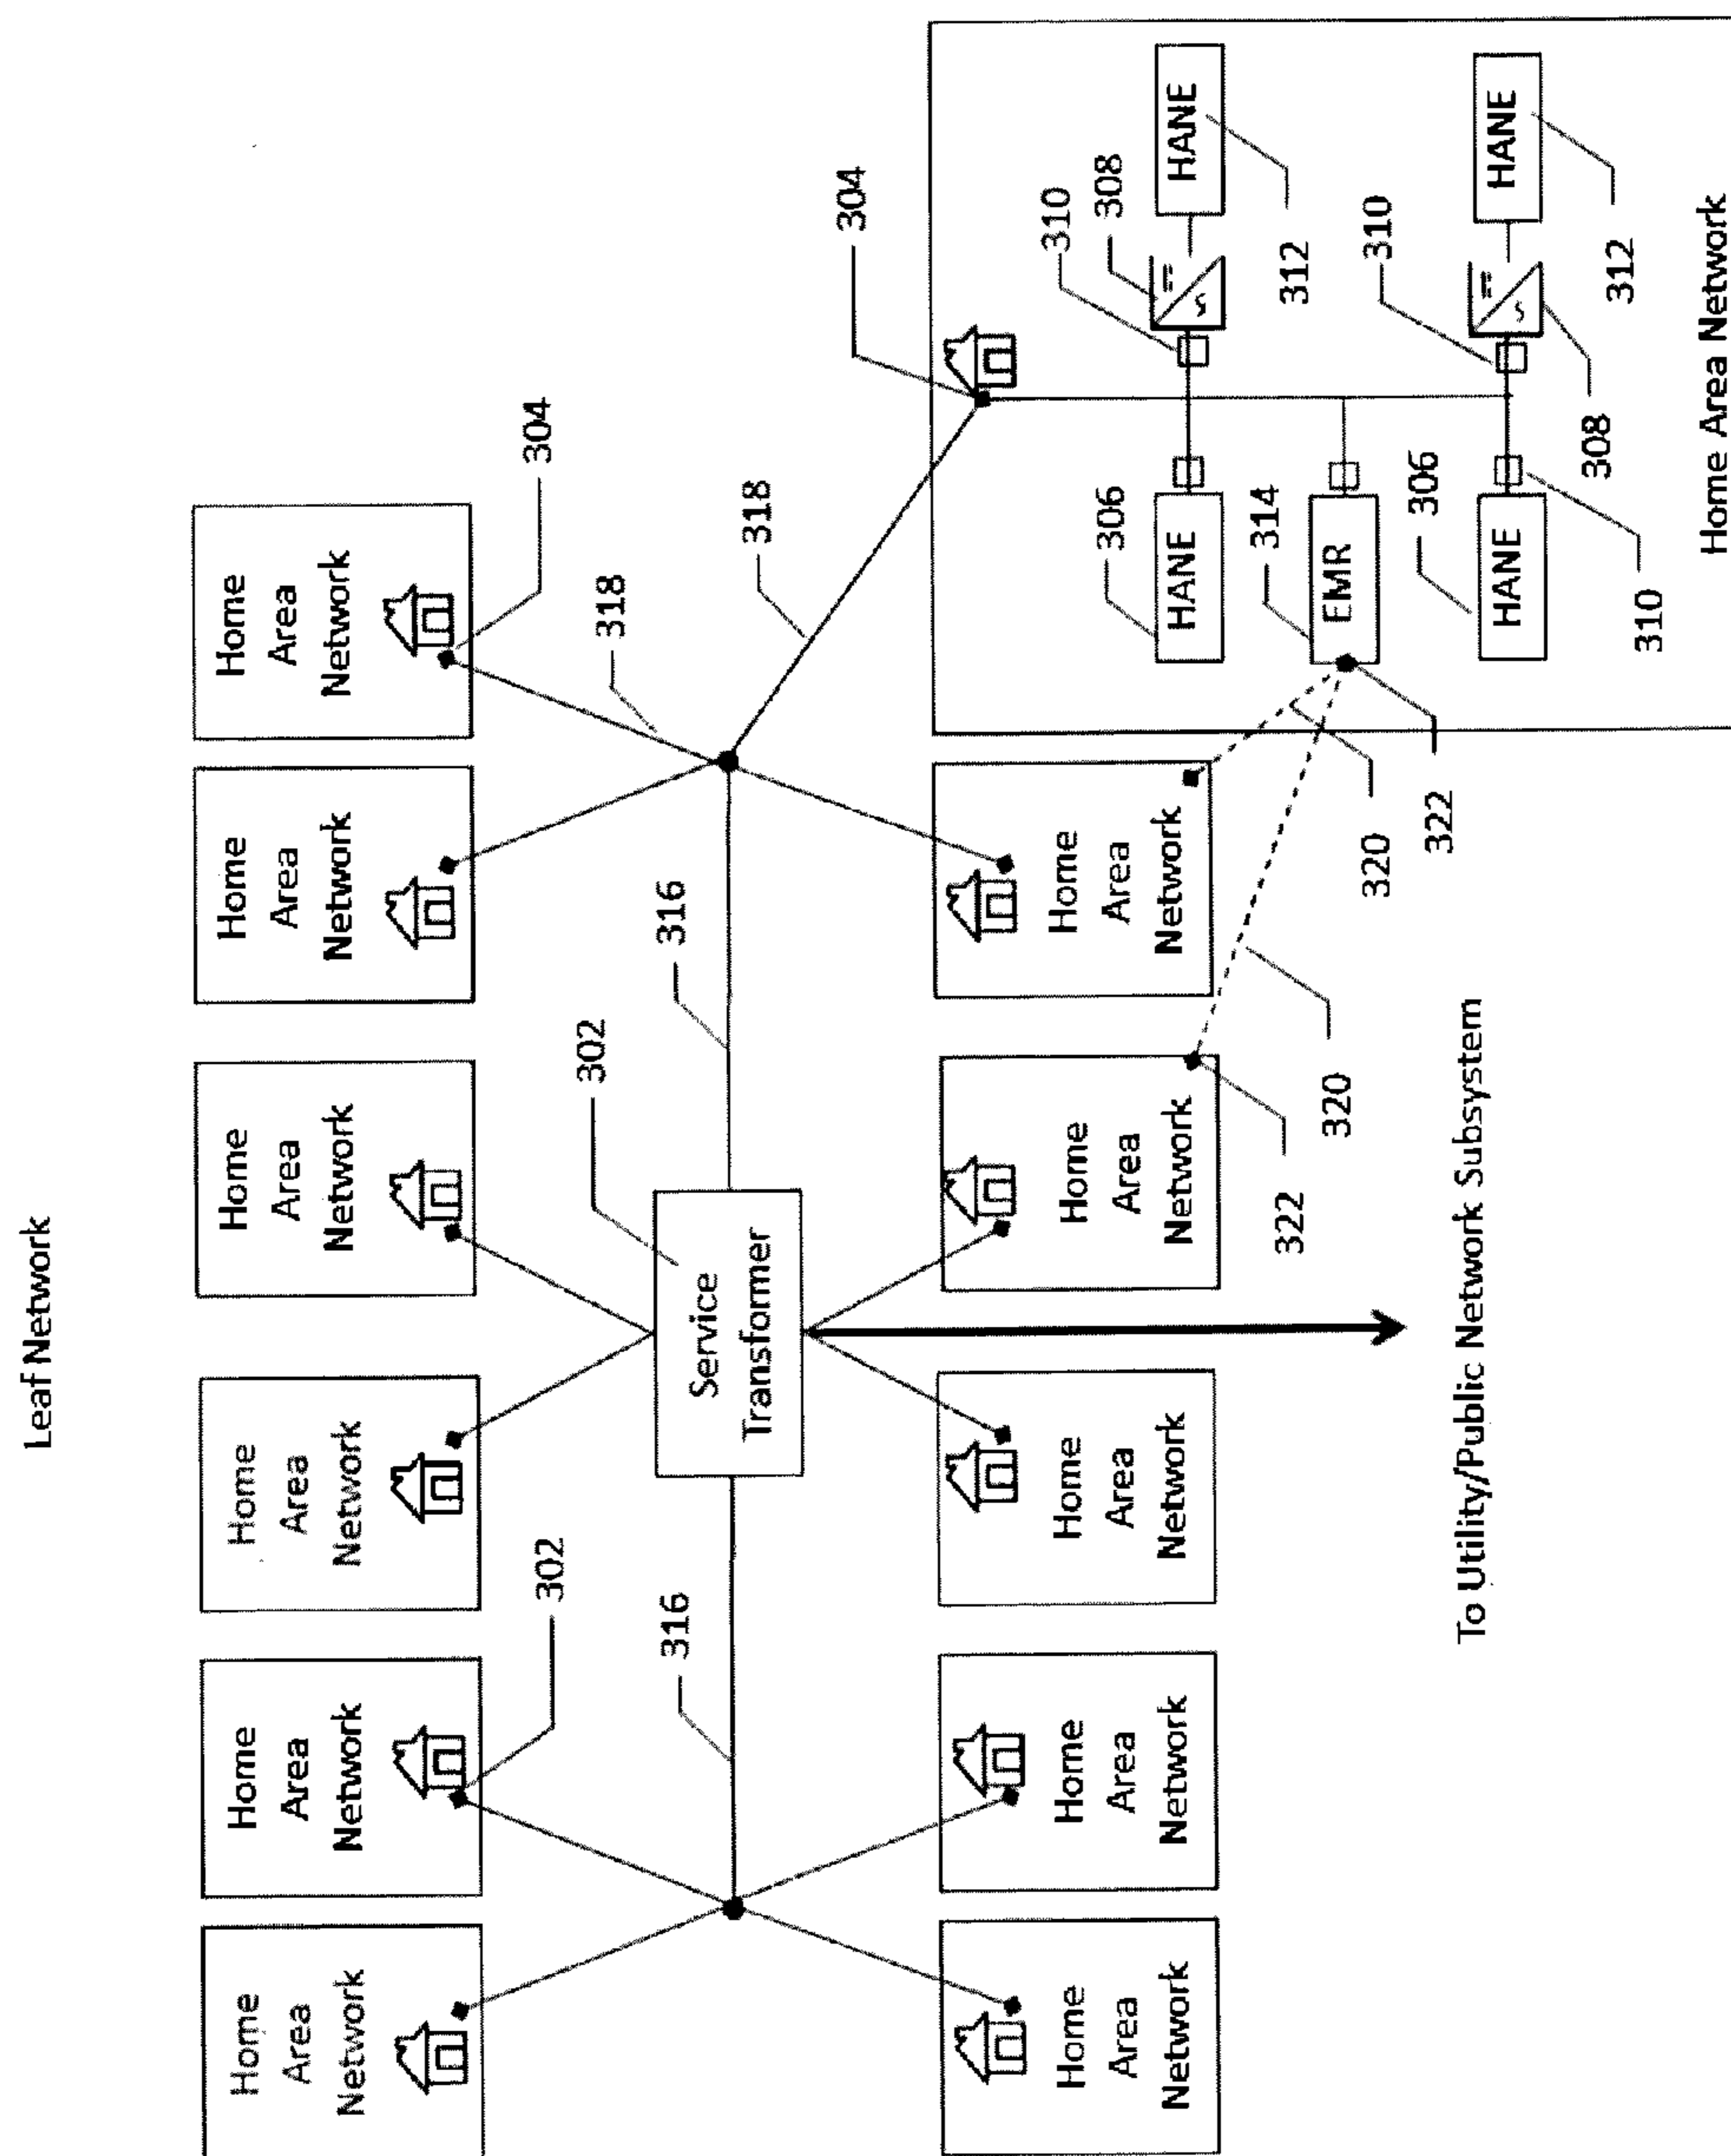 Leaf Network
Home
Area
Network
Home
Area
Network
Home
Area
Network
Home
Area
Network
Home
Area
Network
Home
Area
Network
302
304
302
318
316
316
Service
Transformer
318
304
Home
Area
Network
Home
Area
Network
Home
Area
Network
Home
Area
Network
Home
Area
Network
322
320
320
322
306
310
308
HANE
HANE
312
314
EMR
306
310
HANE
HANE
310
308
312
Home Area Network
To Utility/Public Network Subsystem